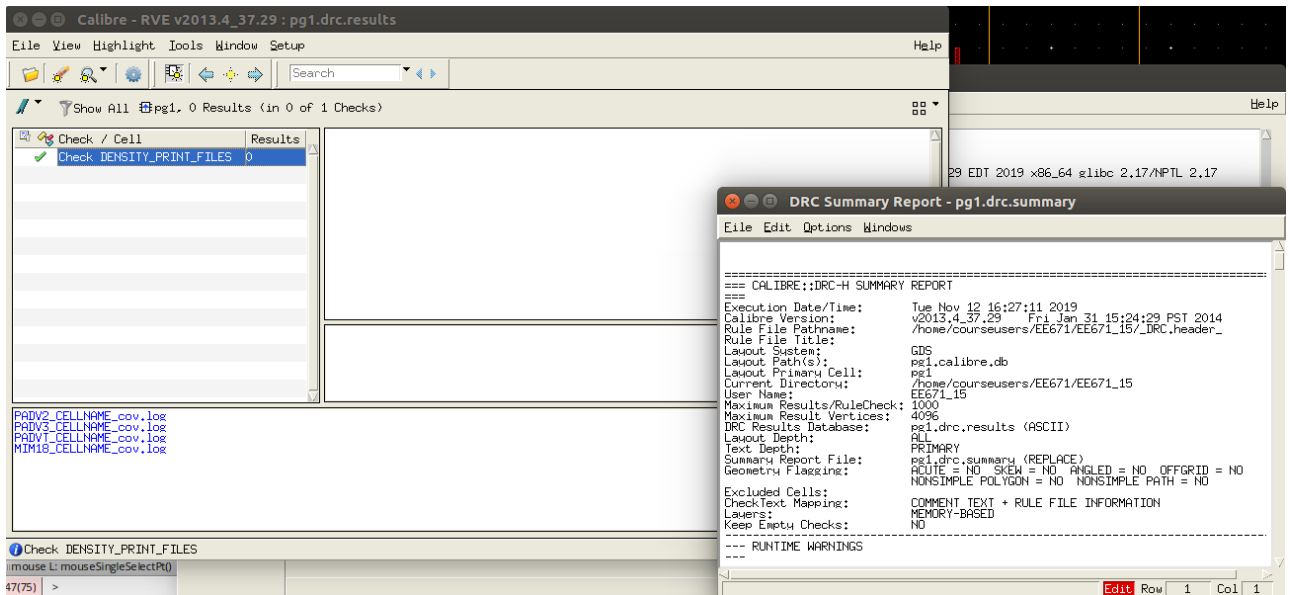 Calibre - RVE v2013.4_37.29 : pg1.drc.results
File View Highlight Tools Window Setup Help
Search
Show All pg1, 0 Results (in 0 of 1 Checks)
Check / Cell Results
Check DENSITY_PRINT_FILES 0
PADV2_CELLNAME_cov.log
PADV3_CELLNAME_cov.log
PADVT_CELLNAME_cov.log
MIM18_CELLNAME_cov.log
Check DENSITY_PRINT_FILES
mouse L: mouseSingleSelectPt()
47(75) >
Help
29 EDT 2019 x86_64 glibc 2.17/NPTL 2.17
DRC Summary Report - pg1.drc.summary
File Edit Options Windows
==================================================================================
=== CALIBRE::DRC-H SUMMARY REPORT
===
Execution Date/Time: Tue Nov 12 16:27:11 2019
Calibre Version: v2013.4_37.29 Fri Jan 31 15:24:29 PST 2014
Rule File Pathname: /home/courseusers/EE671/EE671_15/_DRC.header_
Rule File Title:
Layout System: GDS
Layout Path(s): pg1.calibre.db
Layout Primary Cell: pg1
Current Directory: /home/courseusers/EE671/EE671_15
User Name: EE671_15
Maximum Results/RuleCheck: 1000
Maximum Result Vertices: 4096
DRC Results Database: pg1.drc.results (ASCII)
Layout Depth: ALL
Text Depth: PRIMARY
Summary Report File: pg1.drc.summary (REPLACE)
Geometry Flagging: ACUTE = NO SKEW = NO ANGLED = NO OFFGRID = NO
NONSIMPLE POLYGON = NO NONSIMPLE PATH = NO
Excluded Cells:
CheckText Mapping: COMMENT TEXT + RULE FILE INFORMATION
Layers: MEMORY-BASED
Keep Empty Checks: NO
----------------------------------------------------------------------------------
--- RUNTIME WARNINGS
---
Edit Row 1 Col 1